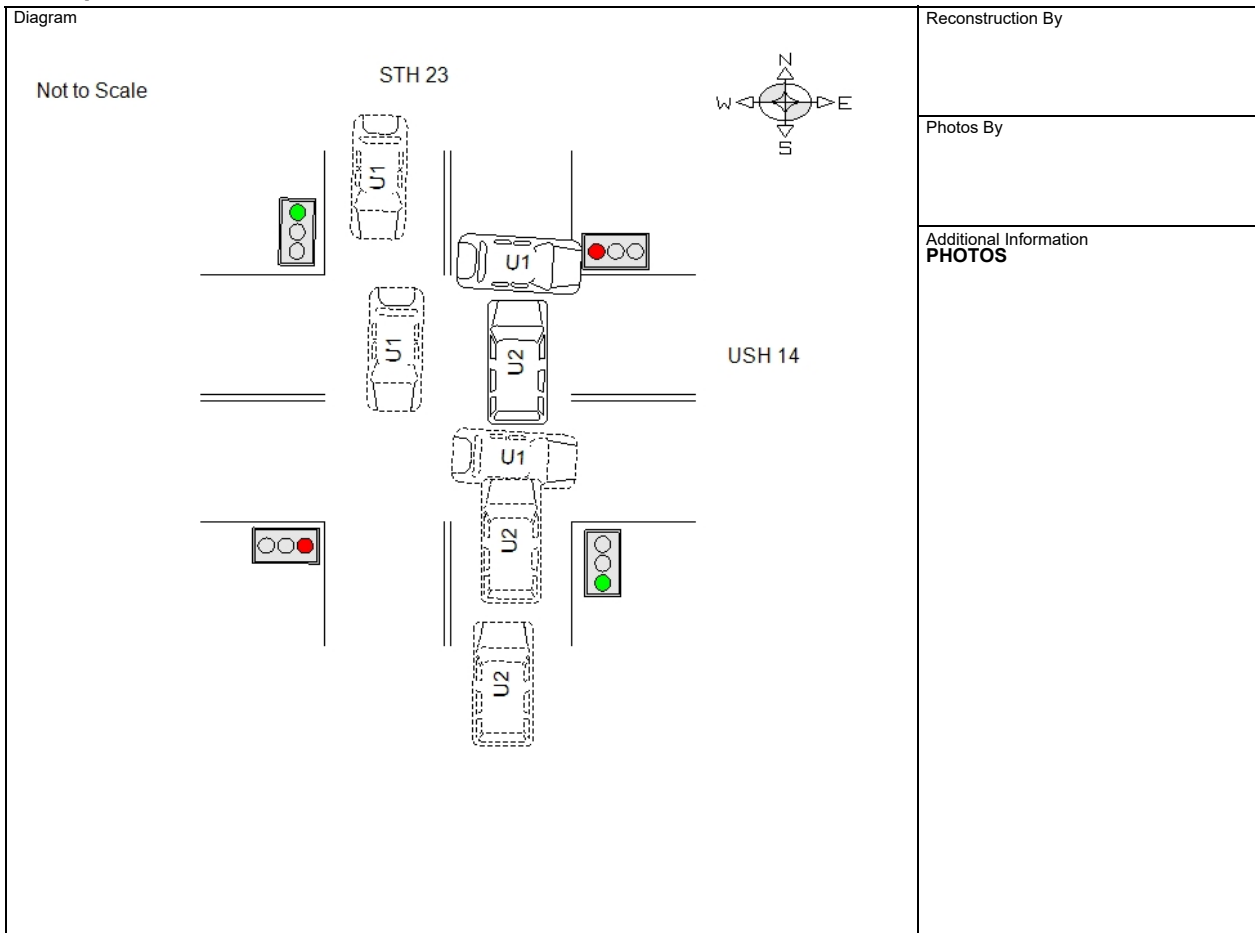 Diagram
Reconstruction By
Not to Scale
STH 23
N
W
E
S
Photos By
Additional Information
PHOTOS
U1
U1
U1
U2
USH 14
U1
U2
U2